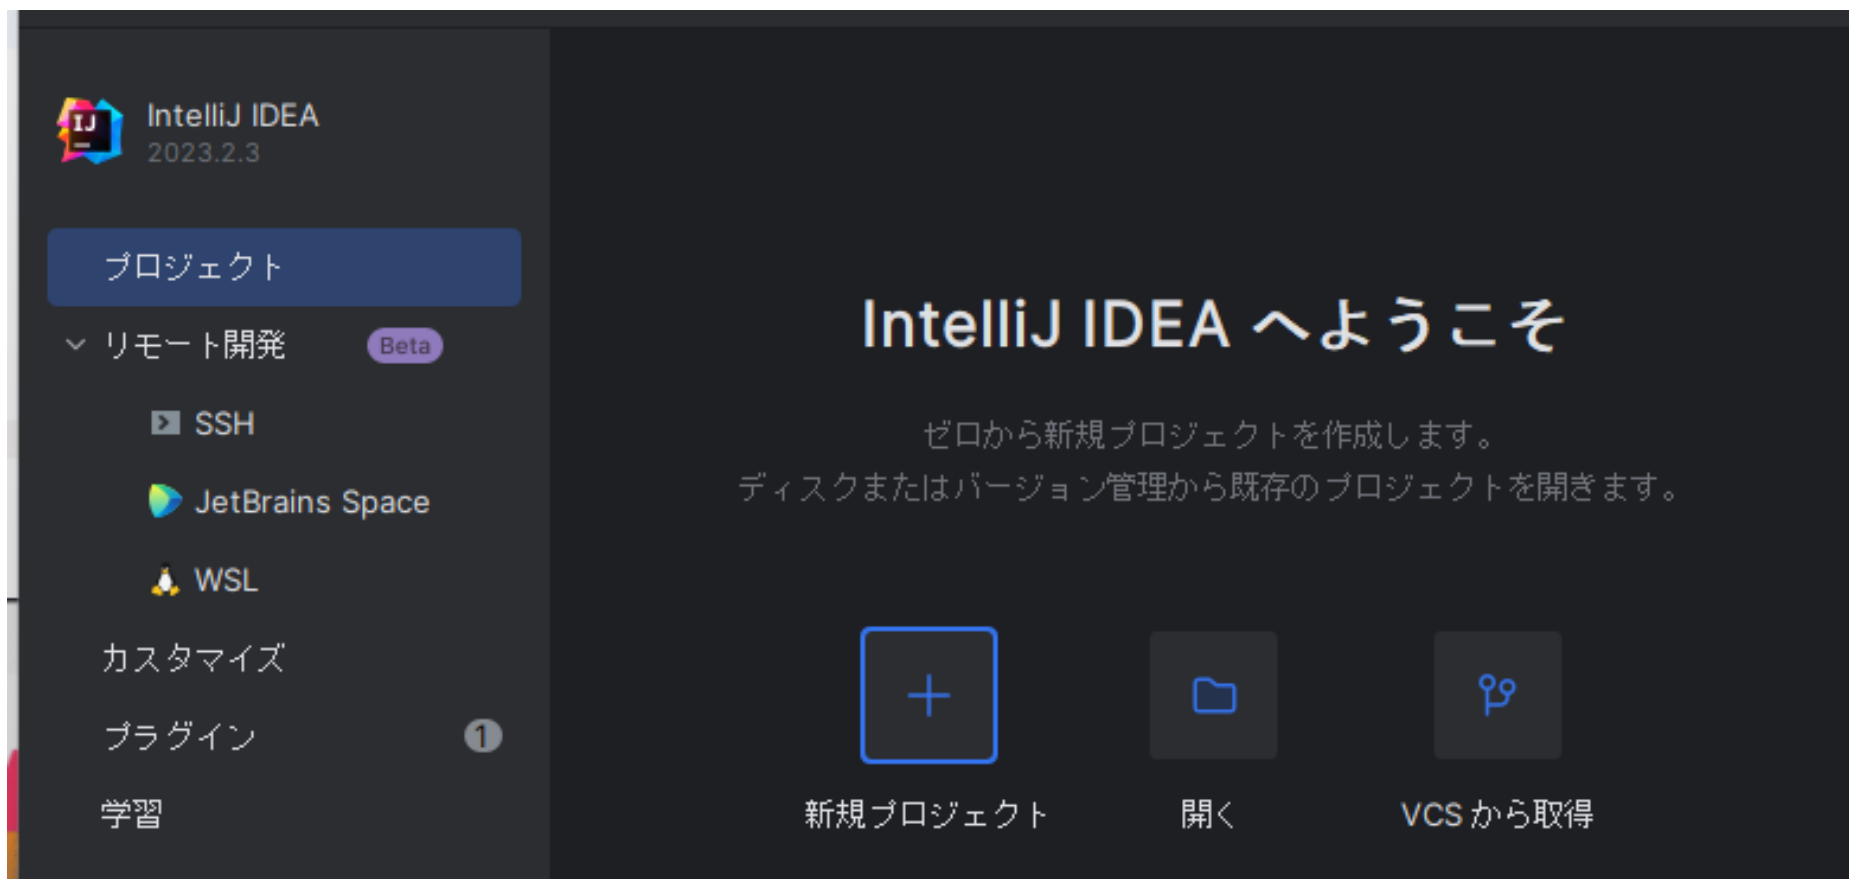 IntelliJ IDEA
2023.2.3
プロジェクト
リモート開発 Beta
SSH
JetBrains Space
WSL
カスタマイズ
プラグイン 1
学習
IntelliJ IDEA へようこそ
ゼロから新規プロジェクトを作成します。
ディスクまたはバージョン管理から既存のプロジェクトを開きます。
新規プロジェクト 開く VCS から取得